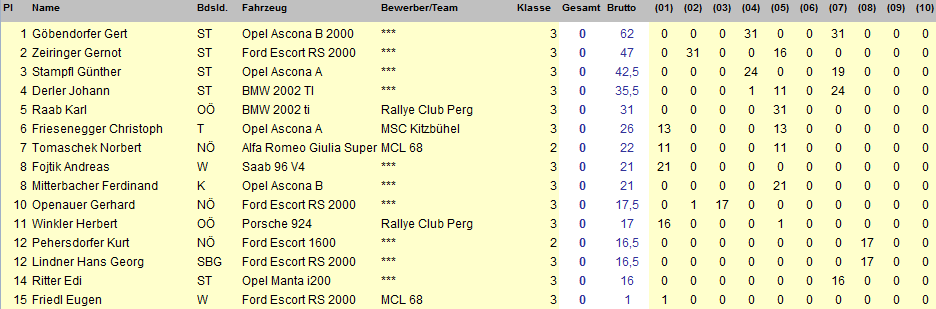 Pl Name Bdsld. Fahrzeug Bewerber/Team Klasse Gesamt Brutto (01) (02) (03) (04) (05) (06) (07) (08) (09) (10)
1 Göbendorfer Gert ST Opel Ascona B 2000 *** 3 0 62 0 0 0 31 0 0 31 0 0 0
2 Zeiringer Gernot ST Ford Escort RS 2000 *** 3 0 47 0 31 0 0 16 0 0 0 0 0
3 Stampfl Günther ST Opel Ascona A *** 3 0 42,5 0 0 0 24 0 0 19 0 0 0
4 Derler Johann ST BMW 2002 TI *** 3 0 35,5 0 0 0 1 11 0 24 0 0 0
5 Raab Karl OÖ BMW 2002 ti Rallye Club Perg 3 0 31 0 0 0 0 31 0 0 0 0 0
6 Friesenegger Christoph T Opel Ascona A MSC Kitzbühel 3 0 26 13 0 0 0 13 0 0 0 0 0
7 Tomaschek Norbert NÖ Alfa Romeo Giulia Super MCL 68 2 0 22 11 0 0 0 11 0 0 0 0 0
8 Fojtik Andreas W Saab 96 V4 *** 3 0 21 21 0 0 0 0 0 0 0 0 0
8 Mitterbacher Ferdinand K Opel Ascona B *** 3 0 21 0 0 0 0 21 0 0 0 0 0
10 Openauer Gerhard NÖ Ford Escort RS 2000 *** 3 0 17,5 0 1 17 0 0 0 0 0 0 0
11 Winkler Herbert OÖ Porsche 924 Rallye Club Perg 3 0 17 16 0 0 0 1 0 0 0 0 0
12 Pehersdorfer Kurt NÖ Ford Escort 1600 *** 2 0 16,5 0 0 0 0 0 0 0 17 0 0
12 Lindner Hans Georg SBG Ford Escort RS 2000 *** 3 0 16,5 0 0 0 0 0 0 0 17 0 0
14 Ritter Edi ST Opel Manta i200 *** 3 0 16 0 0 0 0 0 0 16 0 0 0
15 Friedl Eugen W Ford Escort RS 2000 MCL 68 3 0 1 1 0 0 0 0 0 0 0 0 0